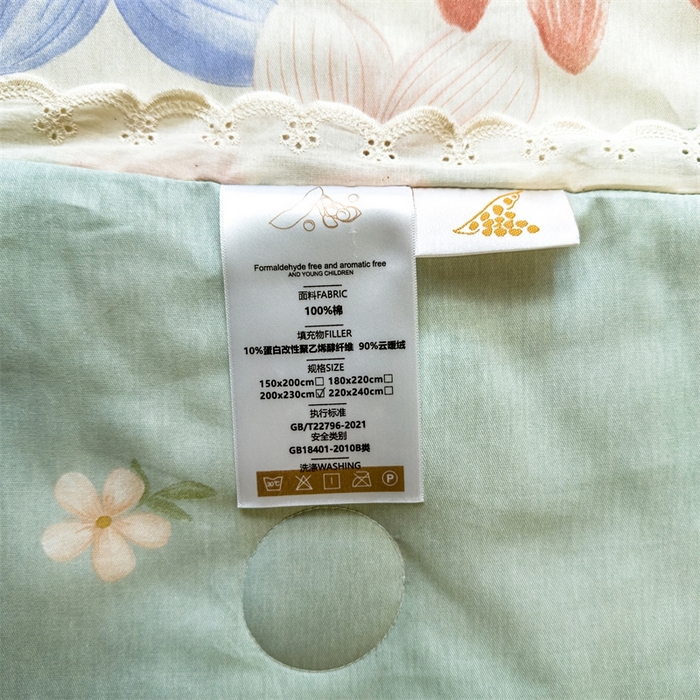 Formaldehyde free and aromatic free
AND YOUNG CHILDREN
面料FABRIC
100%棉
填充物FILLER
10%蛋白改性聚乙烯醇纤维 90%云暖绒
规格SIZE
150x200cm☐ 180x220cm☐
200x230cm☑ 220x240cm☐
执行标准
GB/T22796-2021
安全类别
GB18401-2010B类
洗涤WASHING
30℃ P